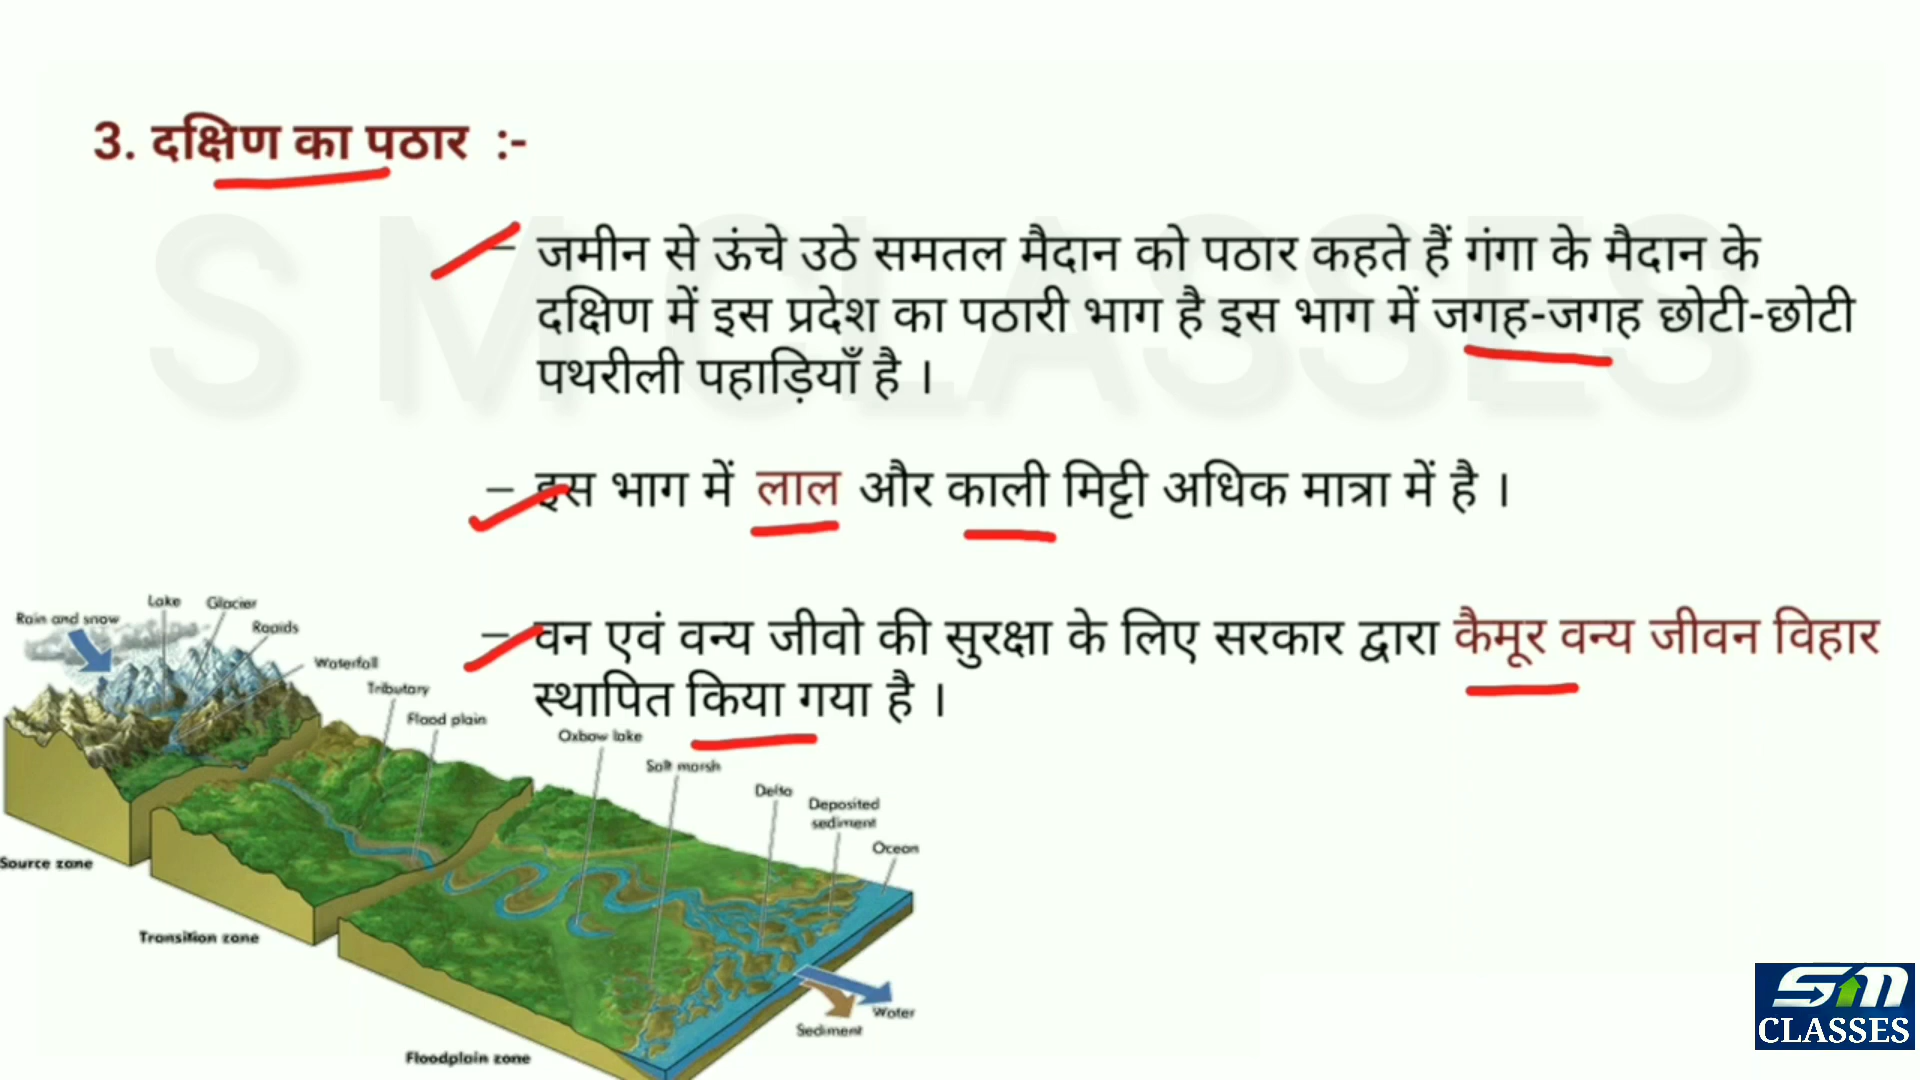 3. दक्षिण का पठार :-
S M CLASSES
– जमीन से ऊंचे उठे समतल मैदान को पठार कहते हैं गंगा के मैदान के
दक्षिण में इस प्रदेश का पठारी भाग है इस भाग में जगह-जगह छोटी-छोटी
पथरीली पहाड़ियाँ है ।
– इस भाग में लाल और काली मिट्टी अधिक मात्रा में है ।
– वन एवं वन्य जीवो की सुरक्षा के लिए सरकार द्वारा कैमूर वन्य जीवन विहार
स्थापित किया गया है ।
Rain and snow
Lake
Glacier
Rapids
Waterfall
Tributary
Flood plain
Oxbow lake
Salt marsh
Delta
Deposited
sediment
Ocean
Source zone
Transition zone
Floodplain zone
Water
Sediment
SM
CLASSES